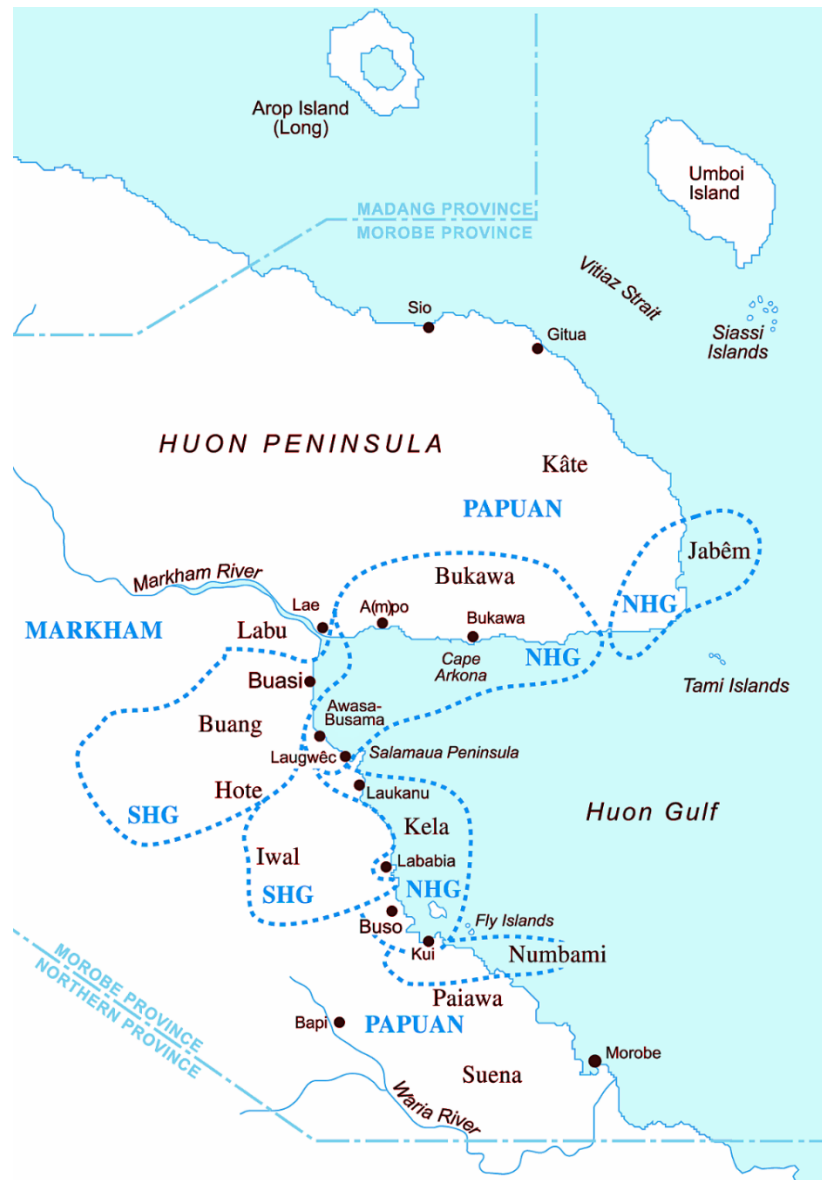 Arop Island
(Long)
Umboi
Island
MADANG PROVINCE
MOROBE PROVINCE
Vitiaz Strait
Sio
Siassi
Islands
Gitua
HUON PENINSULA
Kâte
PAPUAN
Jabêm
Markham River
Bukawa
NHG
Lae
A(m)po
Bukawa
MARKHAM
Labu
Cape
Arkona
NHG
Buasi
Tami Islands
Awasa-
Busama
Buang
Laugwêc
Salamaua Peninsula
Hote
Laukanu
SHG
Kela
Huon Gulf
Iwal
Lababia
SHG
NHG
Buso
Fly Islands
Kui
Numbami
MOROBE PROVINCE
NORTHERN PROVINCE
Paiawa
Bapi
PAPUAN
Morobe
Suena
Waria River